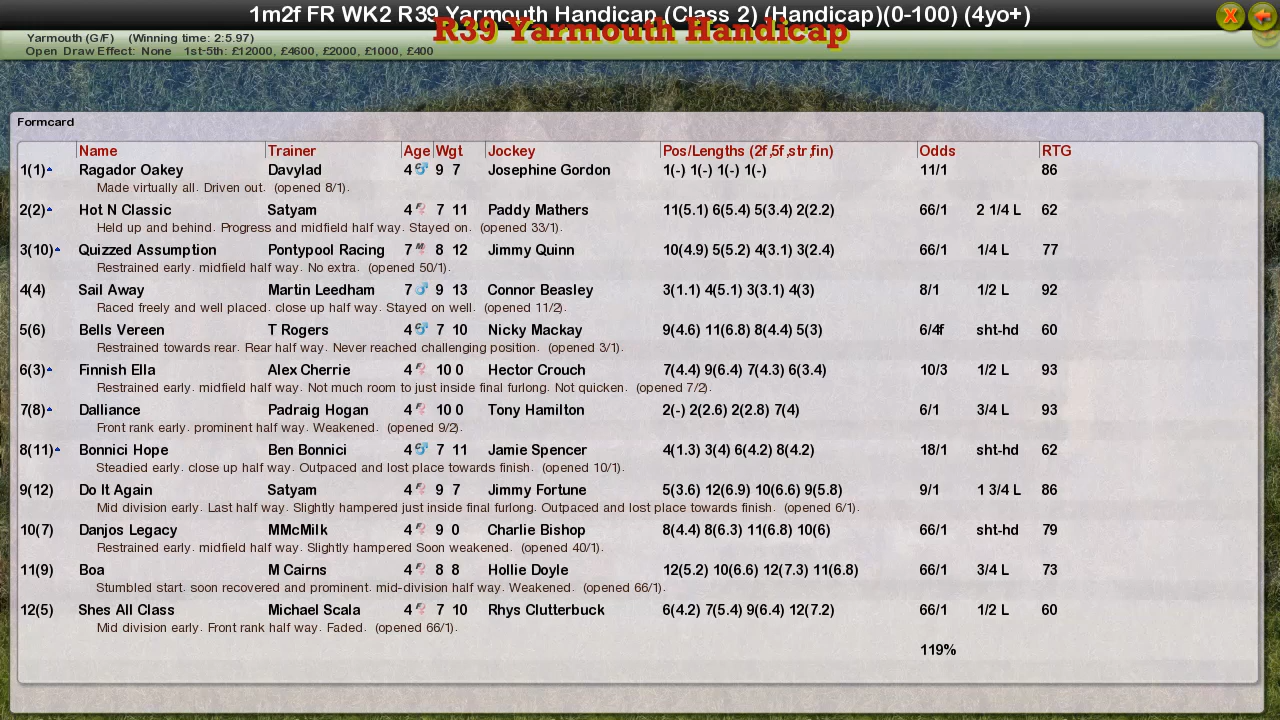 1m2f FR WK2 R39 Yarmouth Handicap (Class 2) (Handicap)(0-100) (4yo+)
R39 Yarmouth Handicap
Yarmouth (G/F) (Winning time: 2:5.97)
Open Draw Effect: None 1st-5th: £12000, £4600, £2000, £1000, £400
Formcard
Name Trainer Age Wgt Jockey Pos/Lengths (2f,5f,str,fin) Odds RTG
1(1) Ragador Oakey Davylad 4 9 7 Josephine Gordon 1(-) 1(-) 1(-) 1(-) 11/1 86
Made virtually all. Driven out. (opened 8/1).
2(2) Hot N Classic Satyam 4 F 7 11 Paddy Mathers 11(5.1) 6(5.4) 5(3.4) 2(2.2) 66/1 2 1/4 L 62
Held up and behind. Progress and midfield half way. Stayed on. (opened 33/1).
3(10) Quizzed Assumption Pontypool Racing 7 M 8 12 Jimmy Quinn 10(4.9) 5(5.2) 4(3.1) 3(2.4) 66/1 1/4 L 77
Restrained early. midfield half way. No extra. (opened 50/1).
4(4) Sail Away Martin Leedham 7 9 13 Connor Beasley 3(1.1) 4(5.1) 3(3.1) 4(3) 8/1 1/2 L 92
Raced freely and well placed. close up half way. Stayed on well. (opened 11/2).
5(6) Bells Vereen T Rogers 4 7 10 Nicky Mackay 9(4.6) 11(6.8) 8(4.4) 5(3) 6/4f sht-hd 60
Restrained towards rear. Rear half way. Never reached challenging position. (opened 3/1).
6(3) Finnish Ella Alex Cherrie 4 F 10 0 Hector Crouch 7(4.4) 9(6.4) 7(4.3) 6(3.4) 10/3 1/2 L 93
Restrained early. midfield half way. Not much room to just inside final furlong. Not quicken. (opened 7/2).
7(8) Dalliance Padraig Hogan 4 F 10 0 Tony Hamilton 2(-) 2(2.6) 2(2.8) 7(4) 6/1 3/4 L 93
Front rank early. prominent half way. Weakened. (opened 9/2).
8(11) Bonnici Hope Ben Bonnici 4 7 11 Jamie Spencer 4(1.3) 3(4) 6(4.2) 8(4.2) 18/1 sht-hd 62
Steadied early. close up half way. Outpaced and lost place towards finish. (opened 10/1).
9(12) Do It Again Satyam 4 F 9 7 Jimmy Fortune 5(3.6) 12(6.9) 10(6.6) 9(5.8) 9/1 1 3/4 L 86
Mid division early. Last half way. Slightly hampered just inside final furlong. Outpaced and lost place towards finish. (opened 6/1).
10(7) Danjos Legacy MMcMilk 4 F 9 0 Charlie Bishop 8(4.4) 8(6.3) 11(6.8) 10(6) 66/1 sht-hd 79
Restrained early. midfield half way. Slightly hampered Soon weakened. (opened 40/1).
11(9) Boa M Cairns 4 F 8 8 Hollie Doyle 12(5.2) 10(6.6) 12(7.3) 11(6.8) 66/1 3/4 L 73
Stumbled start. soon recovered and prominent. mid-division half way. Weakened. (opened 66/1).
12(5) Shes All Class Michael Scala 4 F 7 10 Rhys Clutterbuck 6(4.2) 7(5.4) 9(6.4) 12(7.2) 66/1 1/2 L 60
Mid division early. Front rank half way. Faded. (opened 66/1).
119%